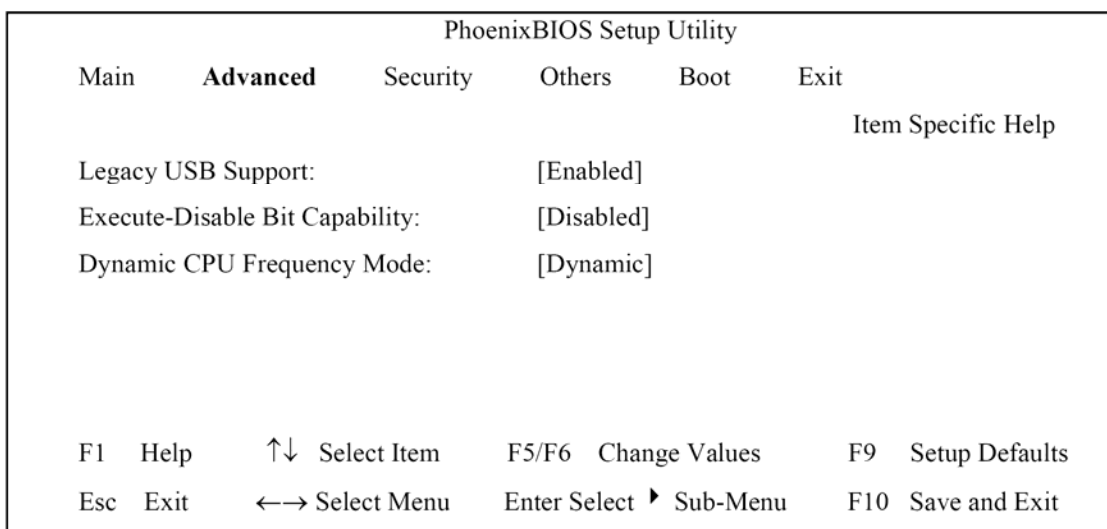 PhoenixBIOS Setup Utility
Main Advanced Security Others Boot Exit
Item Specific Help
Legacy USB Support: [Enabled]
Execute-Disable Bit Capability: [Disabled]
Dynamic CPU Frequency Mode: [Dynamic]
F1 Help ↑↓ Select Item F5/F6 Change Values F9 Setup Defaults
Esc Exit ←→ Select Menu Enter Select ▶ Sub-Menu F10 Save and Exit